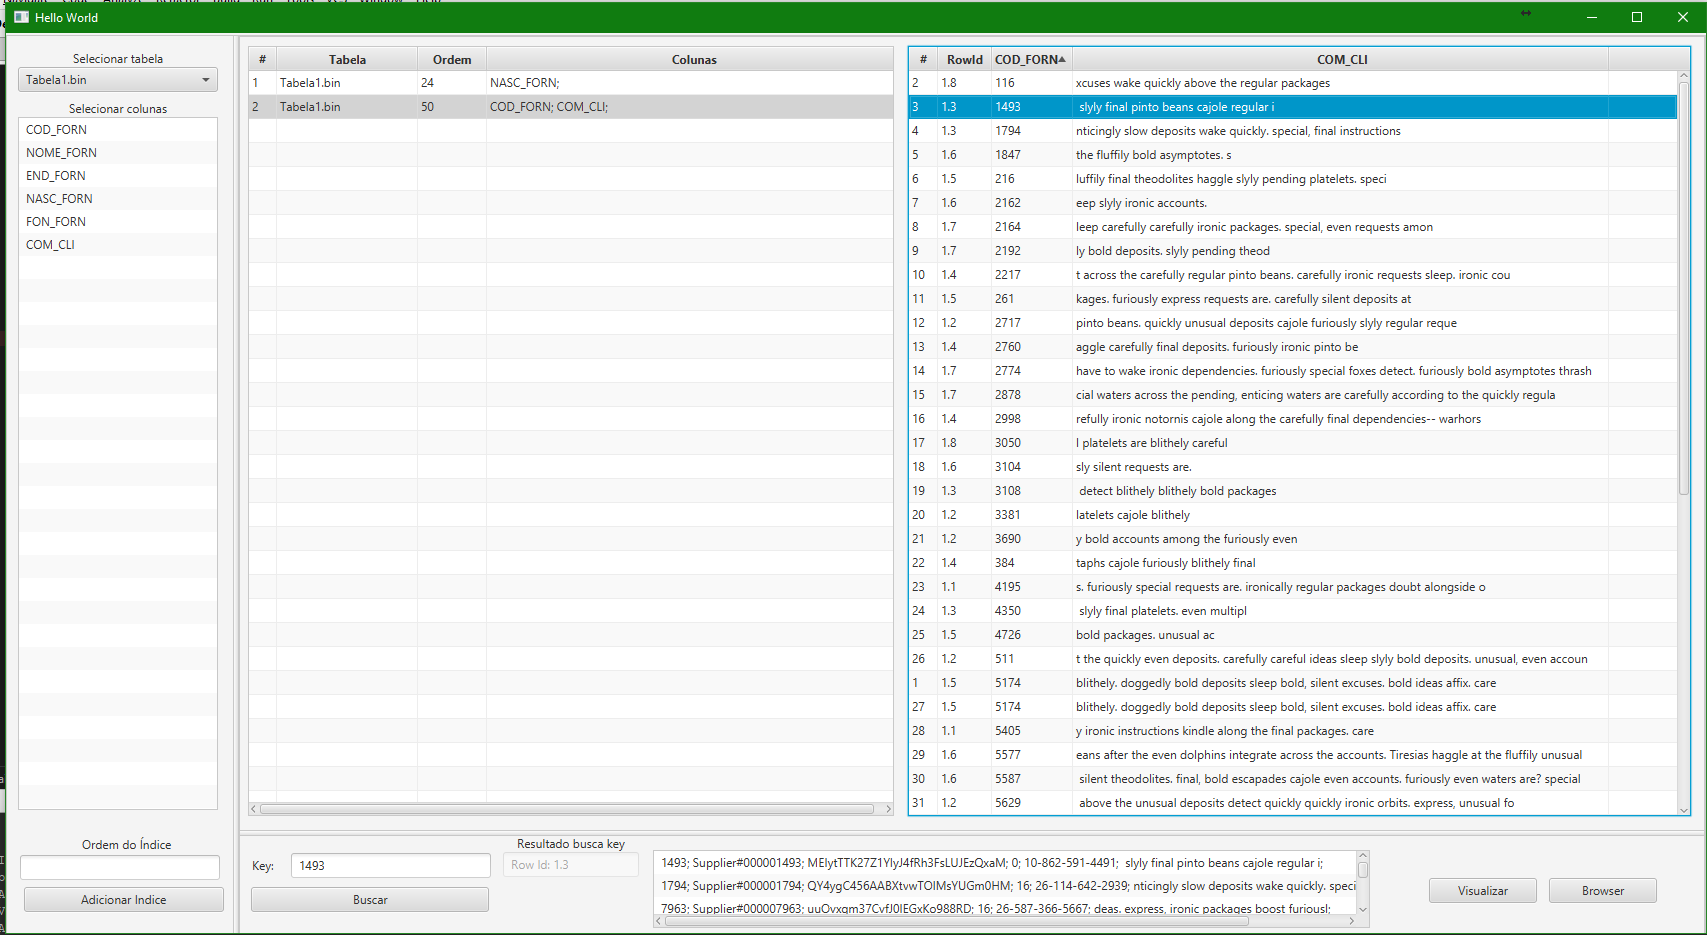 Hello World
Selecionar tabela
Tabela1.bin
Selecionar colunas
COD_FORN
NOME_FORN
END_FORN
NASC_FORN
FON_FORN
COM_CLI
Ordem do Índice
Adicionar Indice
# Tabela Ordem Colunas
1 Tabela1.bin 24 NASC_FORN;
2 Tabela1.bin 50 COD_FORN; COM_CLI;
# RowId COD_FORN COM_CLI
2 1.8 116 xcuses wake quickly above the regular packages
3 1.3 1493 slyly final pinto beans cajole regular i
4 1.3 1794 nticingly slow deposits wake quickly. special, final instructions
5 1.6 1847 the fluffily bold asymptotes. s
6 1.5 216 luffily final theodolites haggle slyly pending platelets. speci
7 1.6 2162 eep slyly ironic accounts.
8 1.7 2164 leep carefully carefully ironic packages. special, even requests amon
9 1.7 2192 ly bold deposits. slyly pending theod
10 1.4 2217 t across the carefully regular pinto beans. carefully ironic requests sleep. ironic cou
11 1.5 261 kages. furiously express requests are. carefully silent deposits at
12 1.2 2717 pinto beans. quickly unusual deposits cajole furiously slyly regular reque
13 1.4 2760 aggle carefully final deposits. furiously ironic pinto be
14 1.7 2774 have to wake ironic dependencies. furiously special foxes detect. furiously bold asymptotes thrash
15 1.7 2878 cial waters across the pending, enticing waters are carefully according to the quickly regula
16 1.4 2998 refully ironic notornis cajole along the carefully final dependencies-- warhors
17 1.8 3050 l platelets are blithely careful
18 1.6 3104 sly silent requests are.
19 1.3 3108 detect blithely blithely bold packages
20 1.2 3381 latelets cajole blithely
21 1.2 3690 y bold accounts among the furiously even
22 1.4 384 taphs cajole furiously blithely final
23 1.1 4195 s. furiously special requests are. ironically regular packages doubt alongside o
24 1.3 4350 slyly final platelets. even multipl
25 1.5 4726 bold packages. unusual ac
26 1.2 511 t the quickly even deposits. carefully careful ideas sleep slyly bold deposits. unusual, even accoun
1 1.5 5174 blithely. doggedly bold deposits sleep bold, silent excuses. bold ideas affix. care
27 1.5 5174 blithely. doggedly bold deposits sleep bold, silent excuses. bold ideas affix. care
28 1.1 5405 y ironic instructions kindle along the final packages. care
29 1.6 5577 eans after the even dolphins integrate across the accounts. Tiresias haggle at the fluffily unusual
30 1.6 5587 silent theodolites. final, bold escapades cajole even accounts. furiously even waters are? special
31 1.2 5629 above the unusual deposits detect quickly quickly ironic orbits. express, unusual fo
Key: 1493
Buscar
Resultado busca key
Row Id: 1.3
1493; Supplier#000001493; MElytTTK27Z1YlyJ4fRh3FsLUJEzQxaM; 0; 10-862-591-4491; slyly final pinto beans cajole regular i;
1794; Supplier#000001794; QY4ygC456AABXtvwTOIMsYUGm0HM; 16; 26-114-642-2939; nticingly slow deposits wake quickly. speci
7963; Supplier#000007963; uuOvxqm37CvfJ0IEGxKo988RD; 16; 26-587-366-5667; deas. express, ironic packages boost furiousl;
Visualizar
Browser